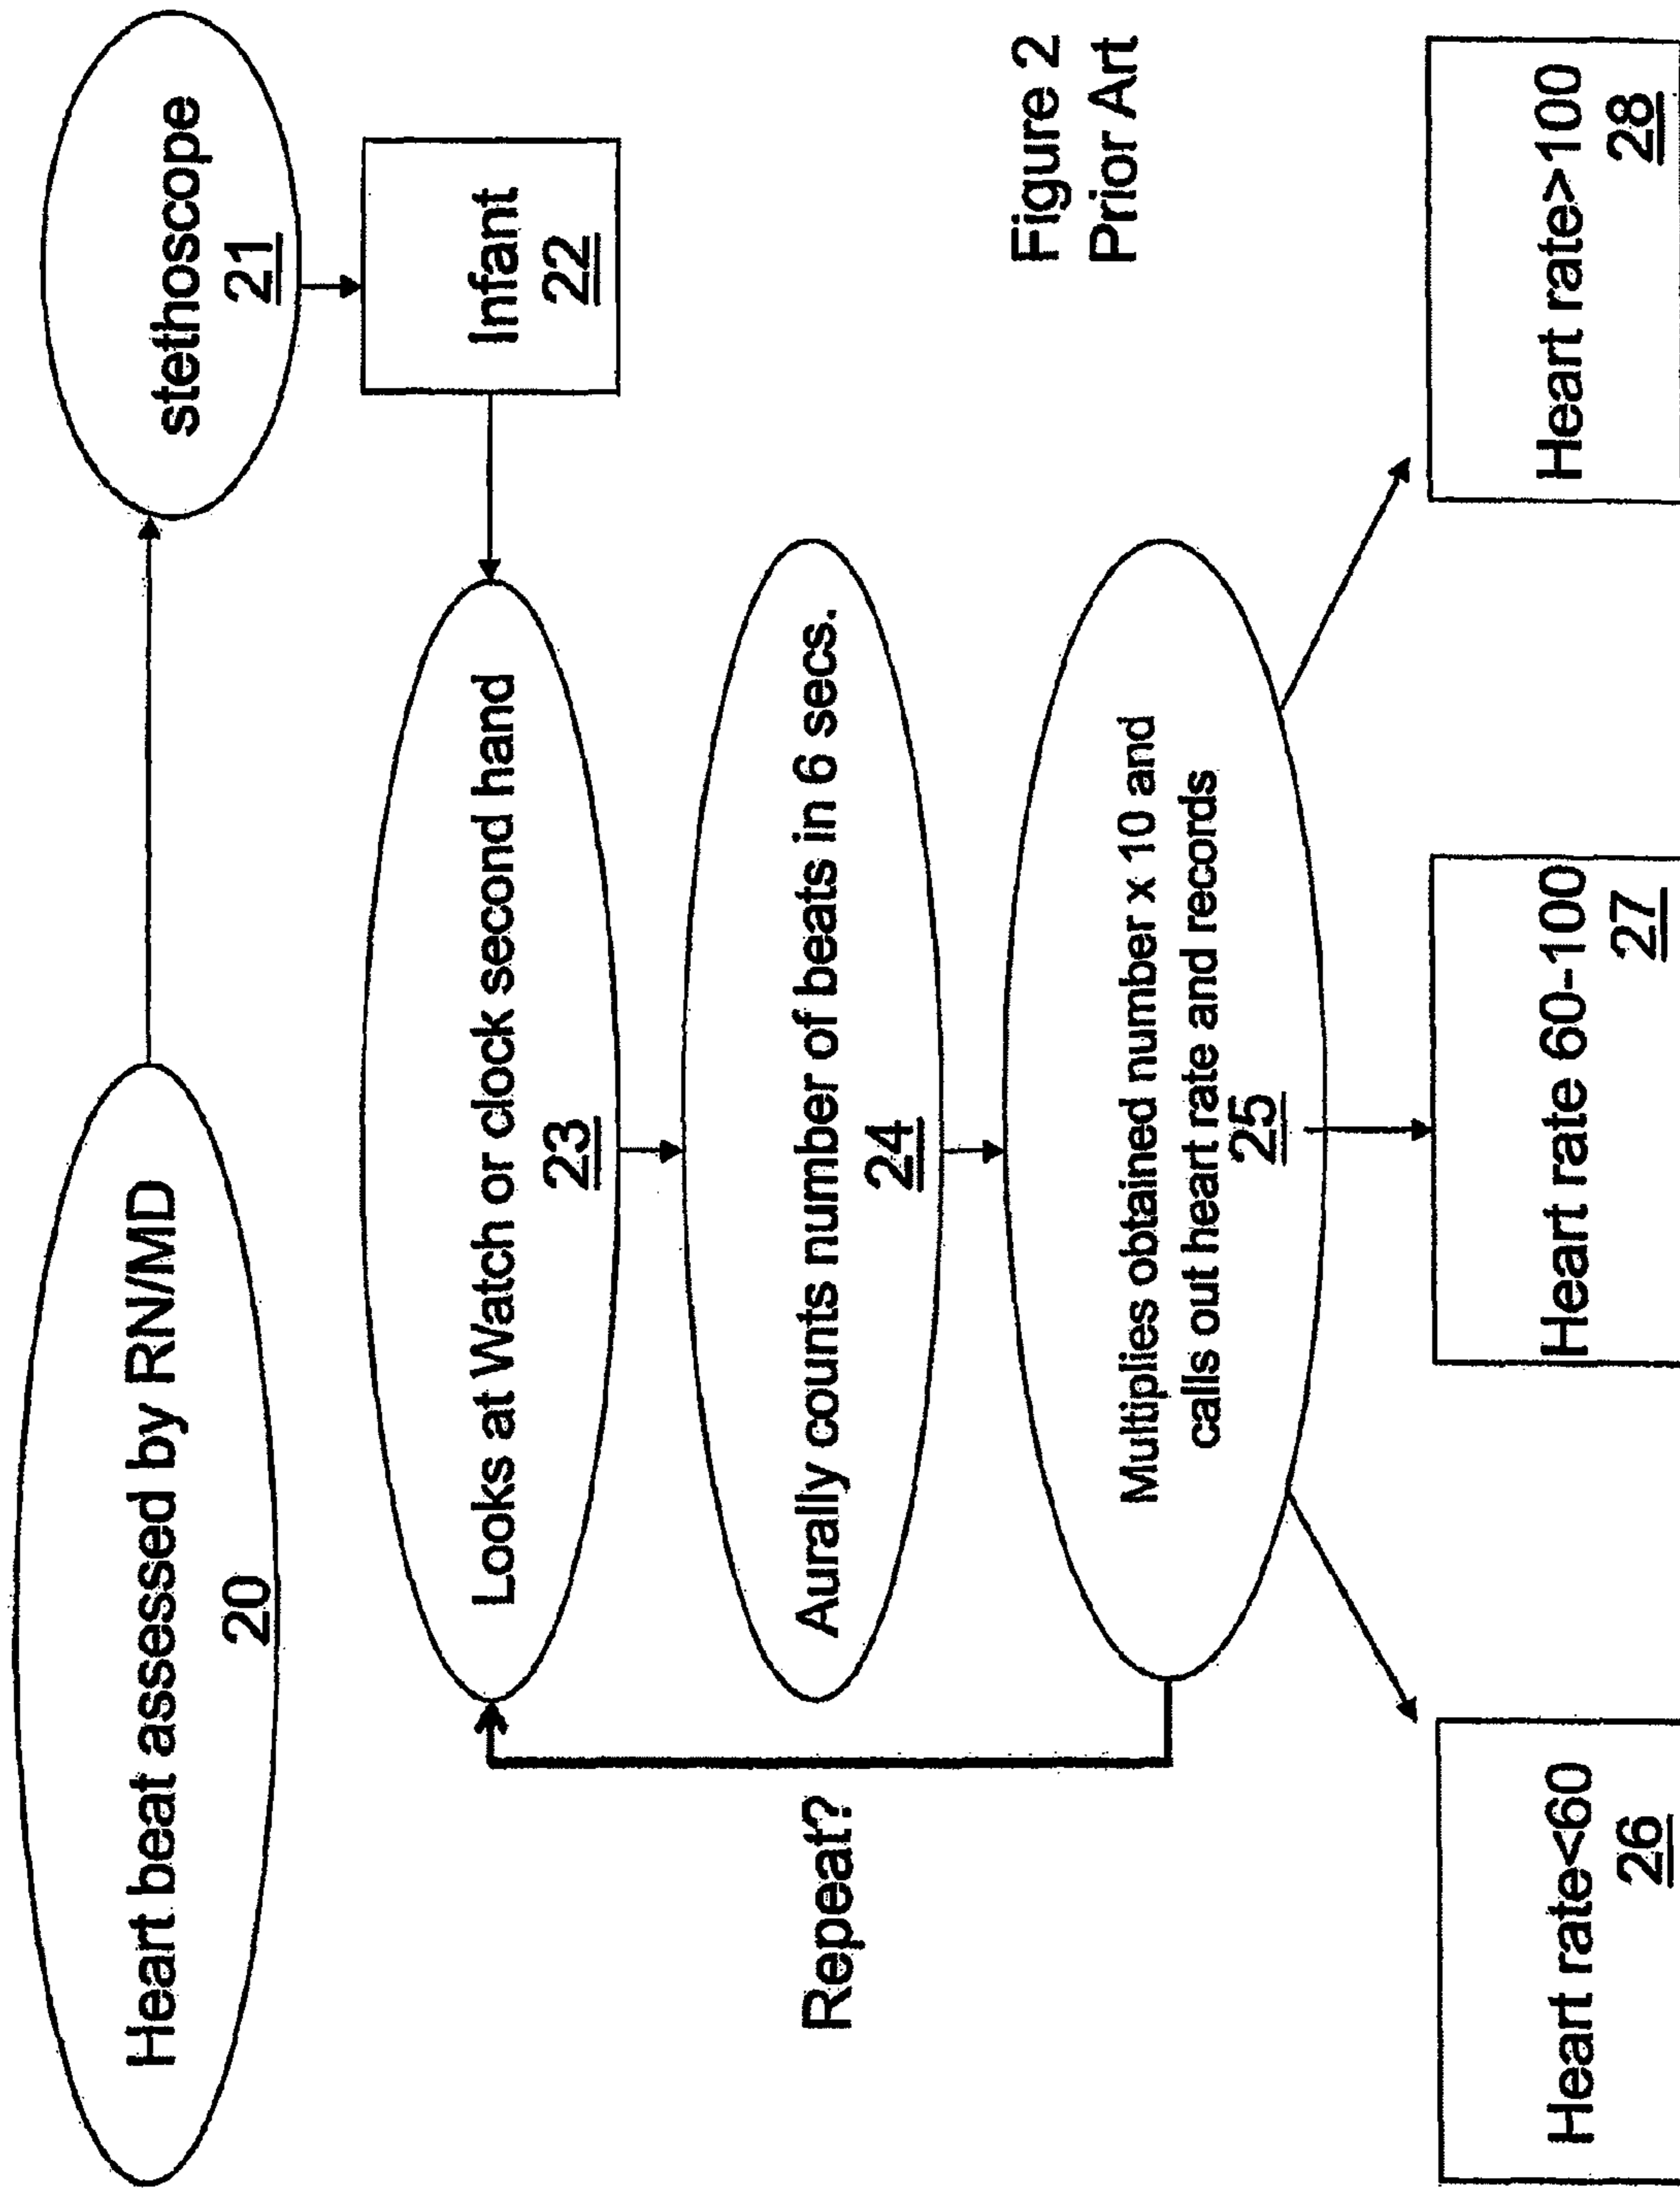 Heart beat assessed by RN/MD
20
stethoscope
21
Infant
22
Looks at Watch or clock second hand
23
Aurally counts number of beats in 6 secs.
24
Repeat?
Multiplies obtained number x 10 and
calls out heart rate and records
25
Figure 2
Prior Art
Heart rate<60
26
Heart rate 60-100
27
Heart rate>100
28